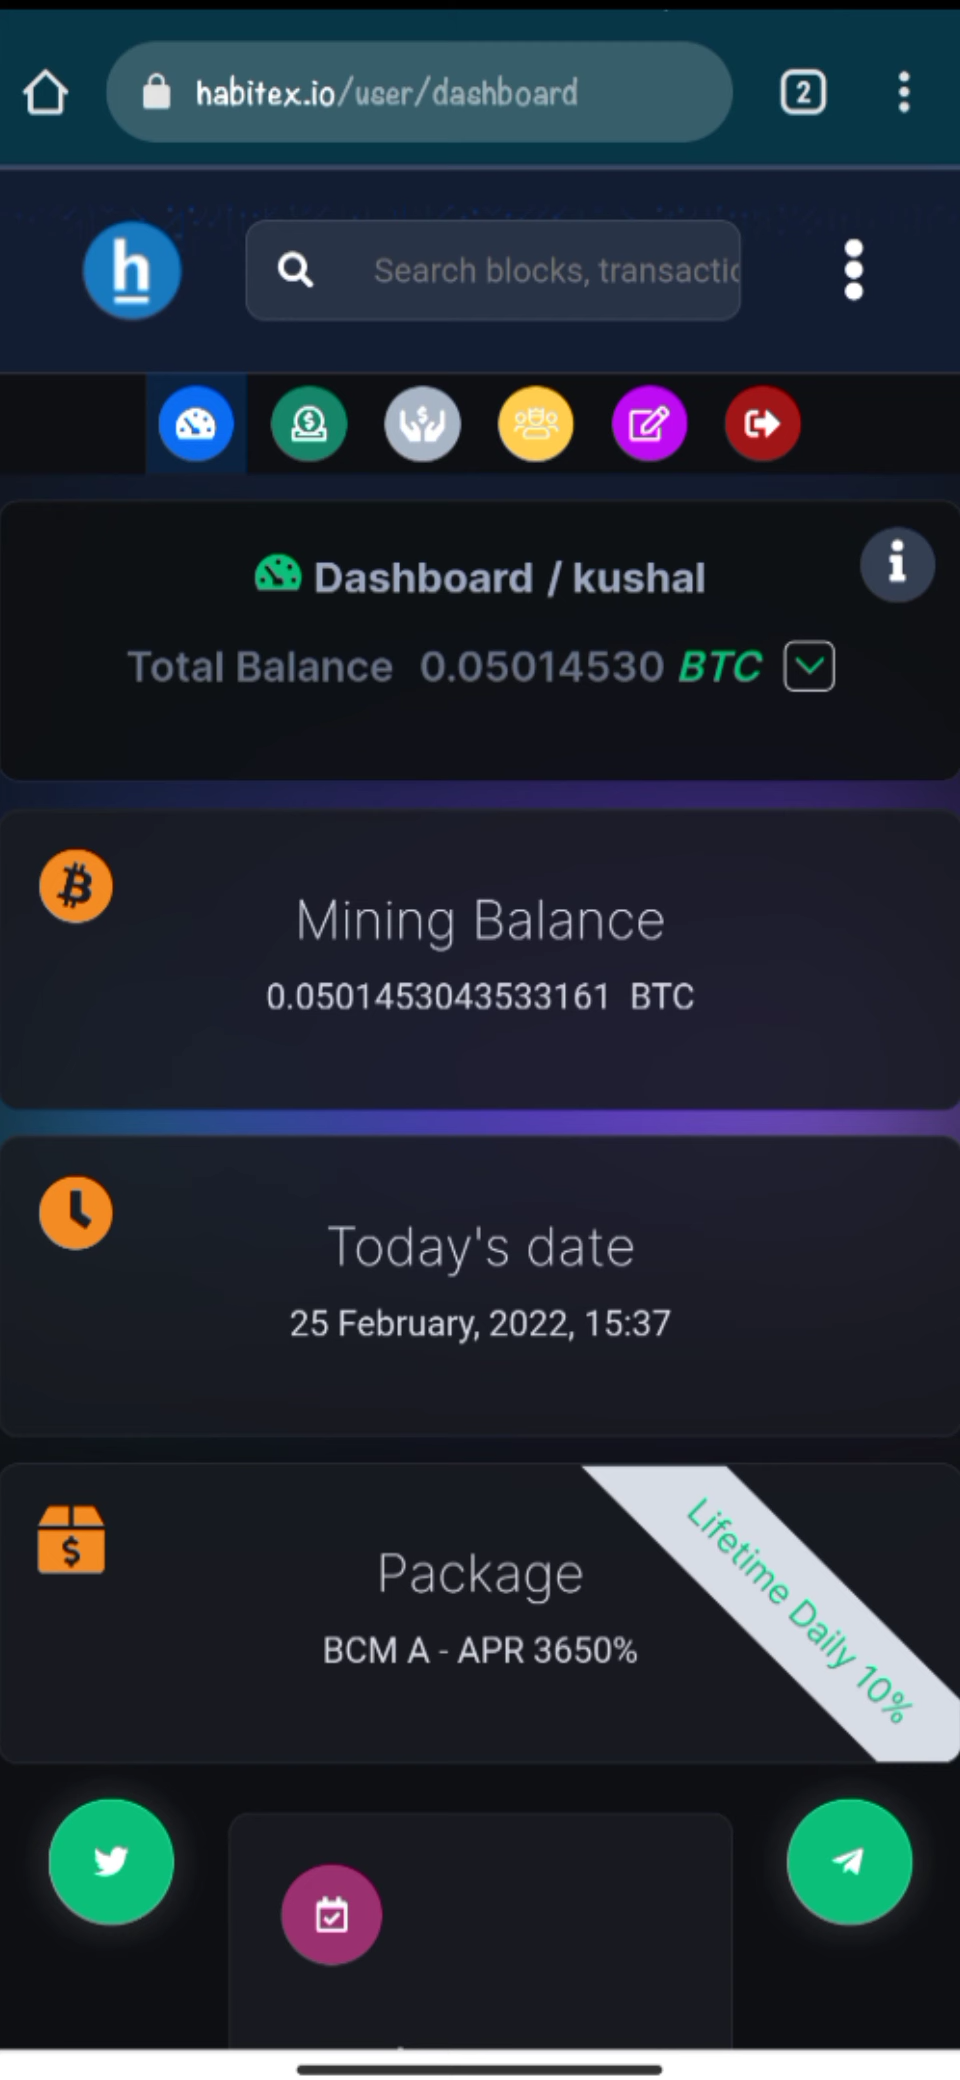 habitex.io/user/dashboard
2
h
Search blocks, transactic
Dashboard / kushal
Total Balance 0.05014530 BTC
Mining Balance
0.0501453043533161 BTC
Today's date
25 February, 2022, 15:37
Package
BCM A - APR 3650%
Lifetime Daily 10%